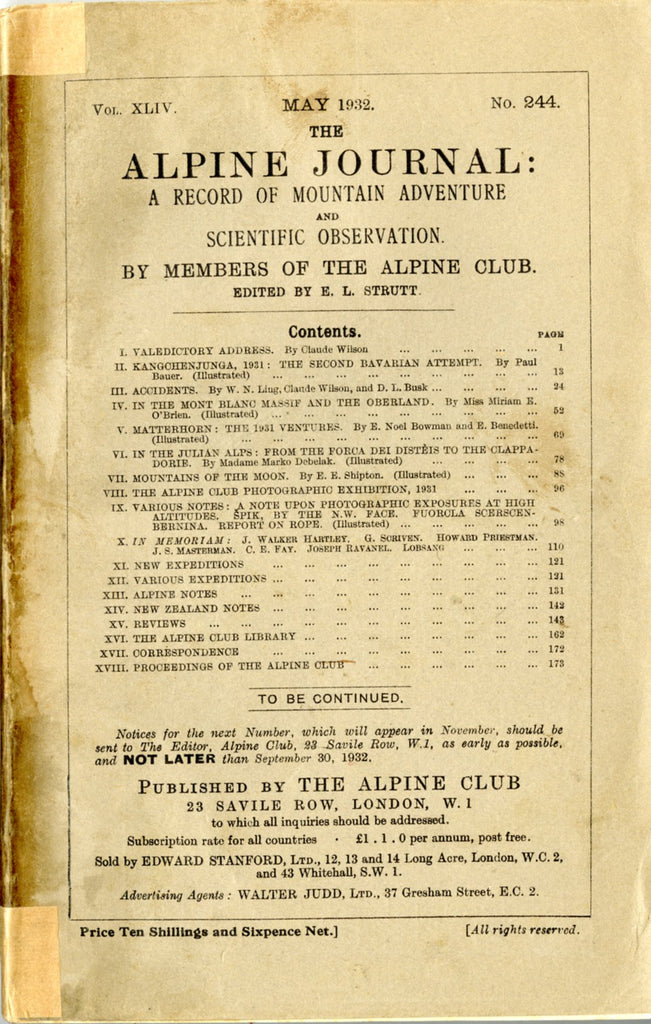 VOL. XLIV. MAY 1932. No. 244.
THE
ALPINE JOURNAL:
A RECORD OF MOUNTAIN ADVENTURE
AND
SCIENTIFIC OBSERVATION.
BY MEMBERS OF THE ALPINE CLUB.
EDITED BY E. L. STRUTT.
Contents.
PAGE
I. VALEDICTORY ADDRESS. By Claude Wilson ... ... ... ... ... 1
II. KANGCHENJUNGA, 1931: THE SECOND BAVARIAN ATTEMPT. By Paul
Bauer. (Illustrated) ... ... ... ... ... ... ... ... 13
III. ACCIDENTS. By W. N. Ling, Claude Wilson, and D. L. Busk ... ... ... ... 24
IV. IN THE MONT BLANC MASSIF AND THE OBERLAND. By Miss Miriam E.
O'Brien. (Illustrated) ... ... ... ... ... ... ... ... 52
V. MATTERHORN: THE 1931 VENTURES. By E. Noel Bowman and E. Benedetti.
(Illustrated) ... ... ... ... ... ... ... ... ... 69
VI. IN THE JULIAN ALPS: FROM THE FORCA DEI DISTÈIS TO THE CLAPPA-
DORIE. By Madame Marko Debelak. (Illustrated) ... ... ... ... 78
VII. MOUNTAINS OF THE MOON. By E. E. Shipton. (Illustrated) ... ... ... 88
VIII. THE ALPINE CLUB PHOTOGRAPHIC EXHIBITION, 1931 ... ... ... 96
IX. VARIOUS NOTES: A NOTE UPON PHOTOGRAPHIC EXPOSURES AT HIGH
ALTITUDES. SPIK, BY THE N.W. FACE. FUORCLA SCERSCEN-
BERNINA. REPORT ON ROPE. (Illustrated) ... ... ... ... 98
X. IN MEMORIAM: J. WALKER HARTLEY. G. SCRIVEN. HOWARD PRIESTMAN.
J. S. MASTERMAN. C. E. FAY. JOSEPH RAVANEL. LOBSANG ... ... ... 110
XI. NEW EXPEDITIONS ... ... ... ... ... ... ... 121
XII. VARIOUS EXPEDITIONS ... ... ... ... ... ... ... 121
XIII. ALPINE NOTES ... ... ... ... ... ... ... ... 131
XIV. NEW ZEALAND NOTES ... ... ... ... ... ... ... 142
XV. REVIEWS ... ... ... ... ... ... ... ... ... 143
XVI. THE ALPINE CLUB LIBRARY ... ... ... ... ... ... 162
XVII. CORRESPONDENCE ... ... ... ... ... ... ... 172
XVIII. PROCEEDINGS OF THE ALPINE CLUB ... ... ... ... ... 173
TO BE CONTINUED.
Notices for the next Number, which will appear in November, should be
sent to The Editor, Alpine Club, 23 Savile Row, W.1, as early as possible,
and NOT LATER than September 30, 1932.
PUBLISHED BY THE ALPINE CLUB
23 SAVILE ROW, LONDON, W. 1
to which all inquiries should be addressed.
Subscription rate for all countries · £1 . 1 . 0 per annum, post free.
Sold by EDWARD STANFORD, LTD., 12, 13 and 14 Long Acre, London, W.C. 2,
and 43 Whitehall, S.W. 1.
Advertising Agents: WALTER JUDD, LTD., 37 Gresham Street, E.C. 2.
Price Ten Shillings and Sixpence Net.] [All rights reserved.